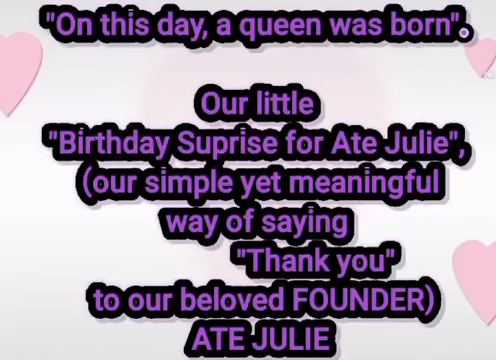 "On this day, a queen was born".
Our little
"Birthday Suprise for Ate Julie",
(our simple yet meaningful
way of saying
"Thank you"
to our beloved FOUNDER)
ATE JULIE